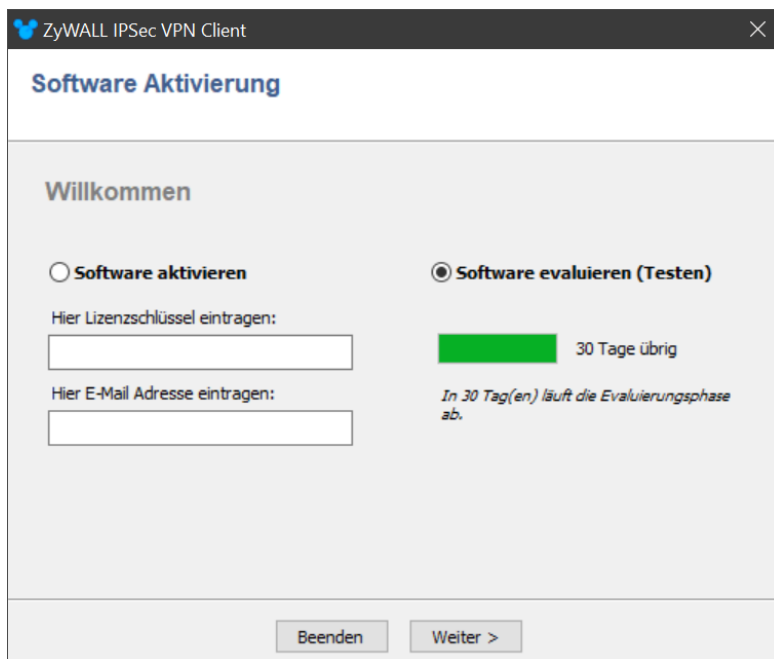 ZyWALL IPSec VPN Client
Software Aktivierung
Willkommen
Software aktivieren
Hier Lizenzschlüssel eintragen:
Hier E-Mail Adresse eintragen:
Software evaluieren (Testen)
30 Tage übrig
In 30 Tag(en) läuft die Evaluierungsphase
ab.
Beenden
Weiter >